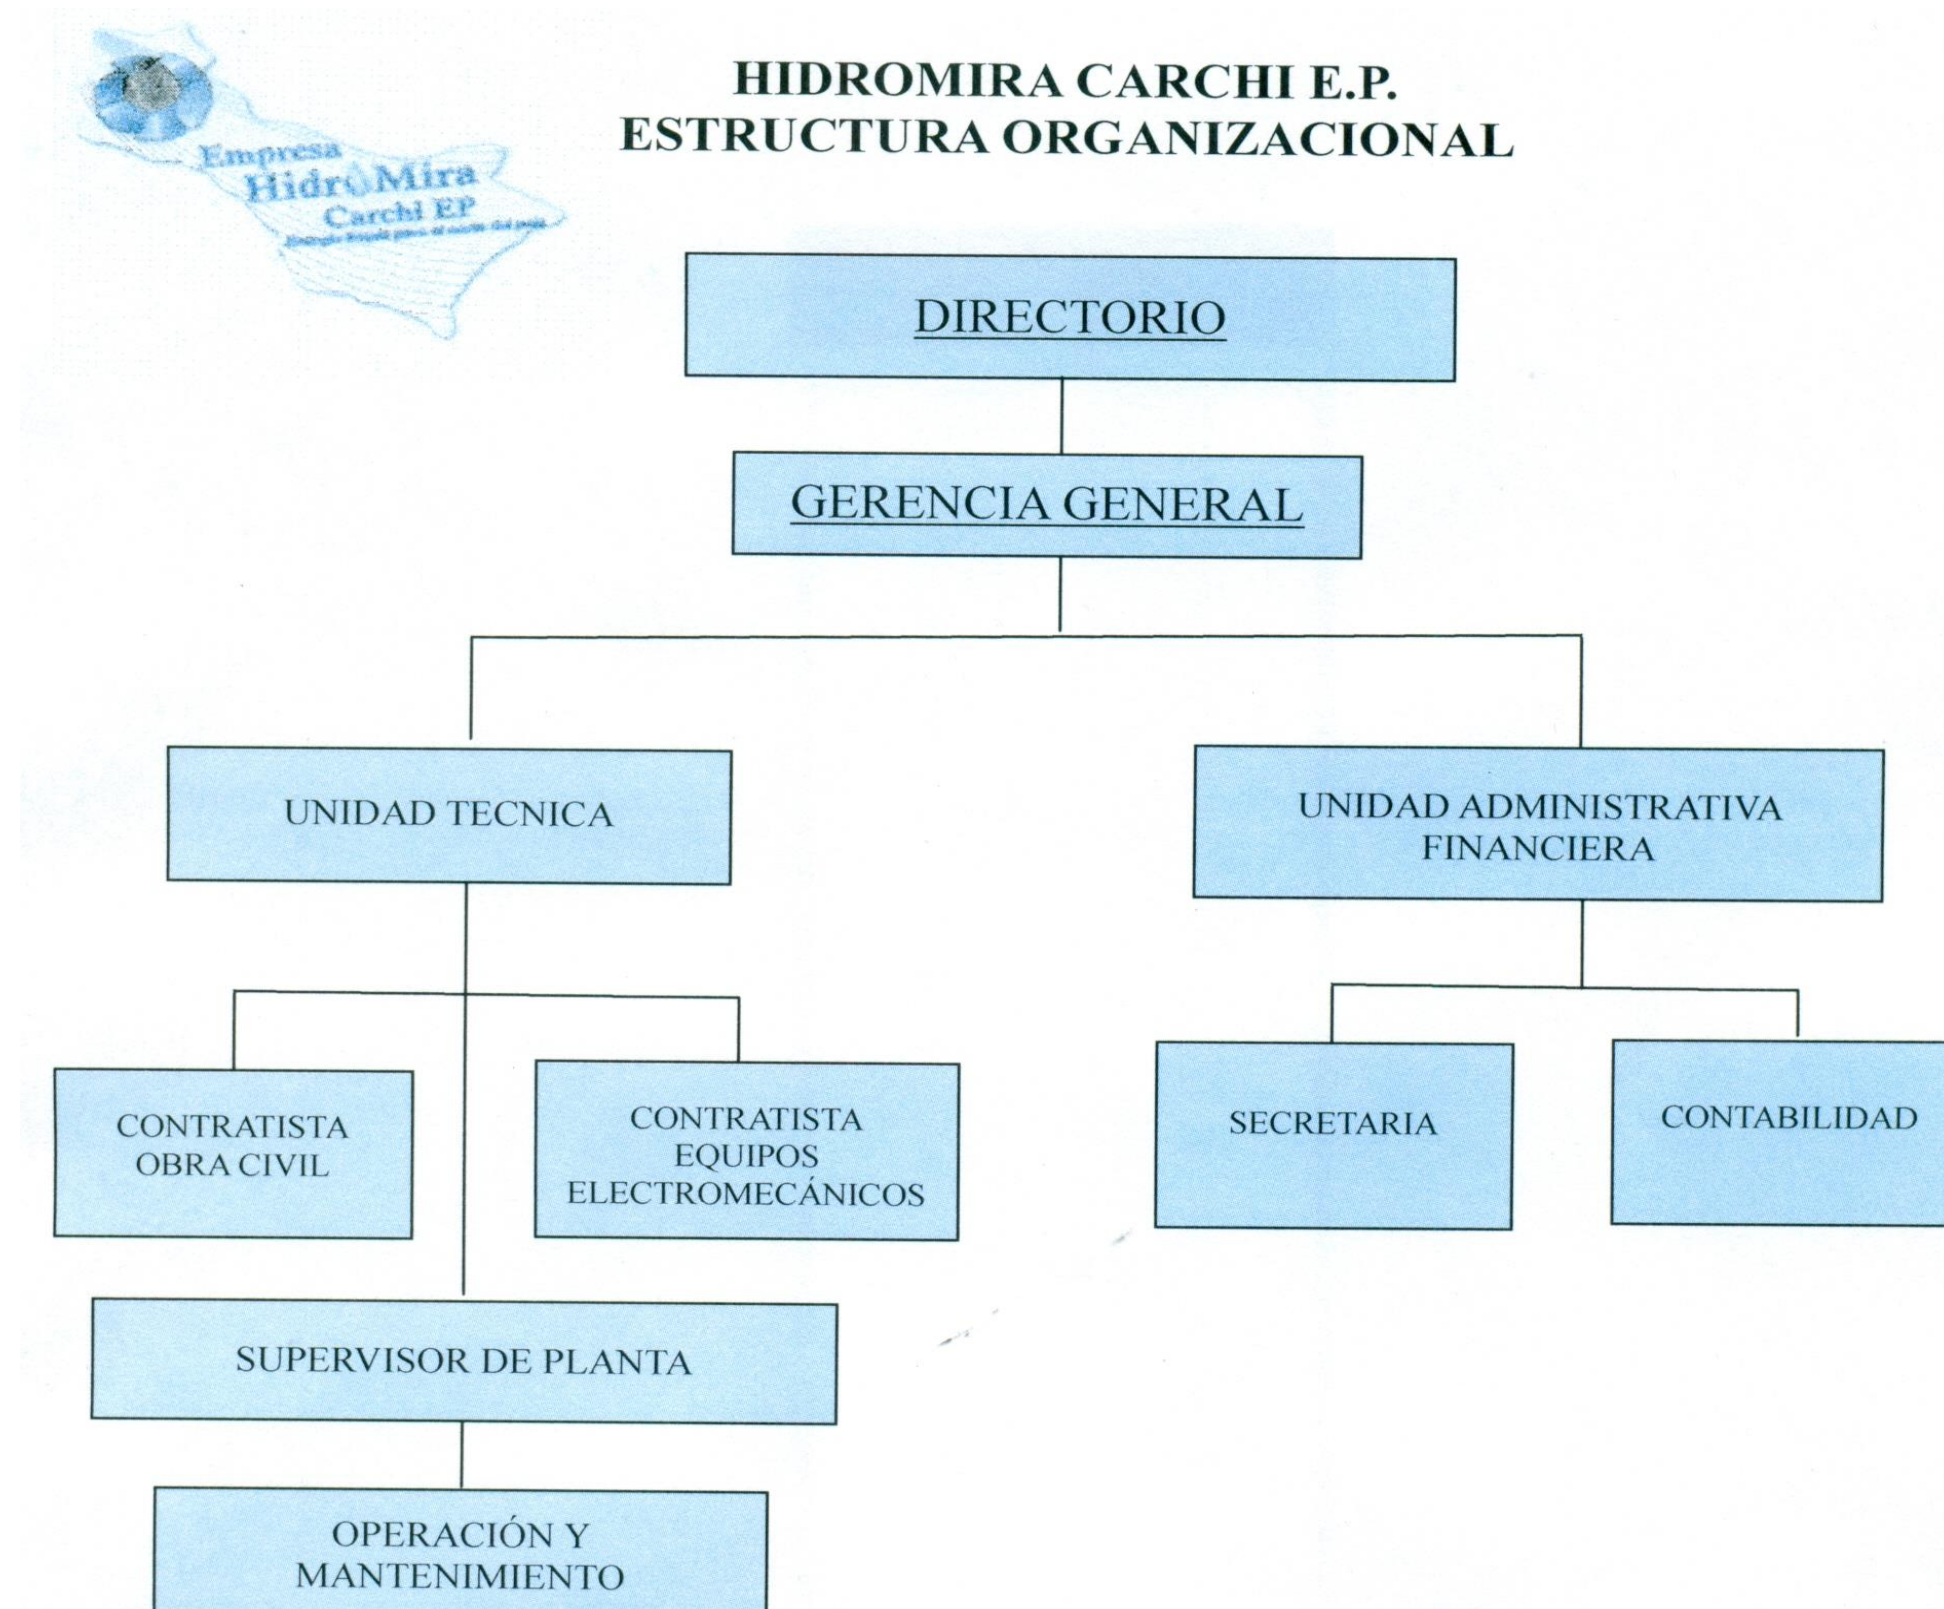 HIDROMIRA CARCHI E.P.
ESTRUCTURA ORGANIZACIONAL
Empresa
HidroMira
Carchi EP
DIRECTORIO
GERENCIA GENERAL
UNIDAD TECNICA
UNIDAD ADMINISTRATIVA
FINANCIERA
CONTRATISTA
OBRA CIVIL
CONTRATISTA
EQUIPOS
ELECTROMECÁNICOS
SECRETARIA
CONTABILIDAD
SUPERVISOR DE PLANTA
OPERACIÓN Y
MANTENIMIENTO